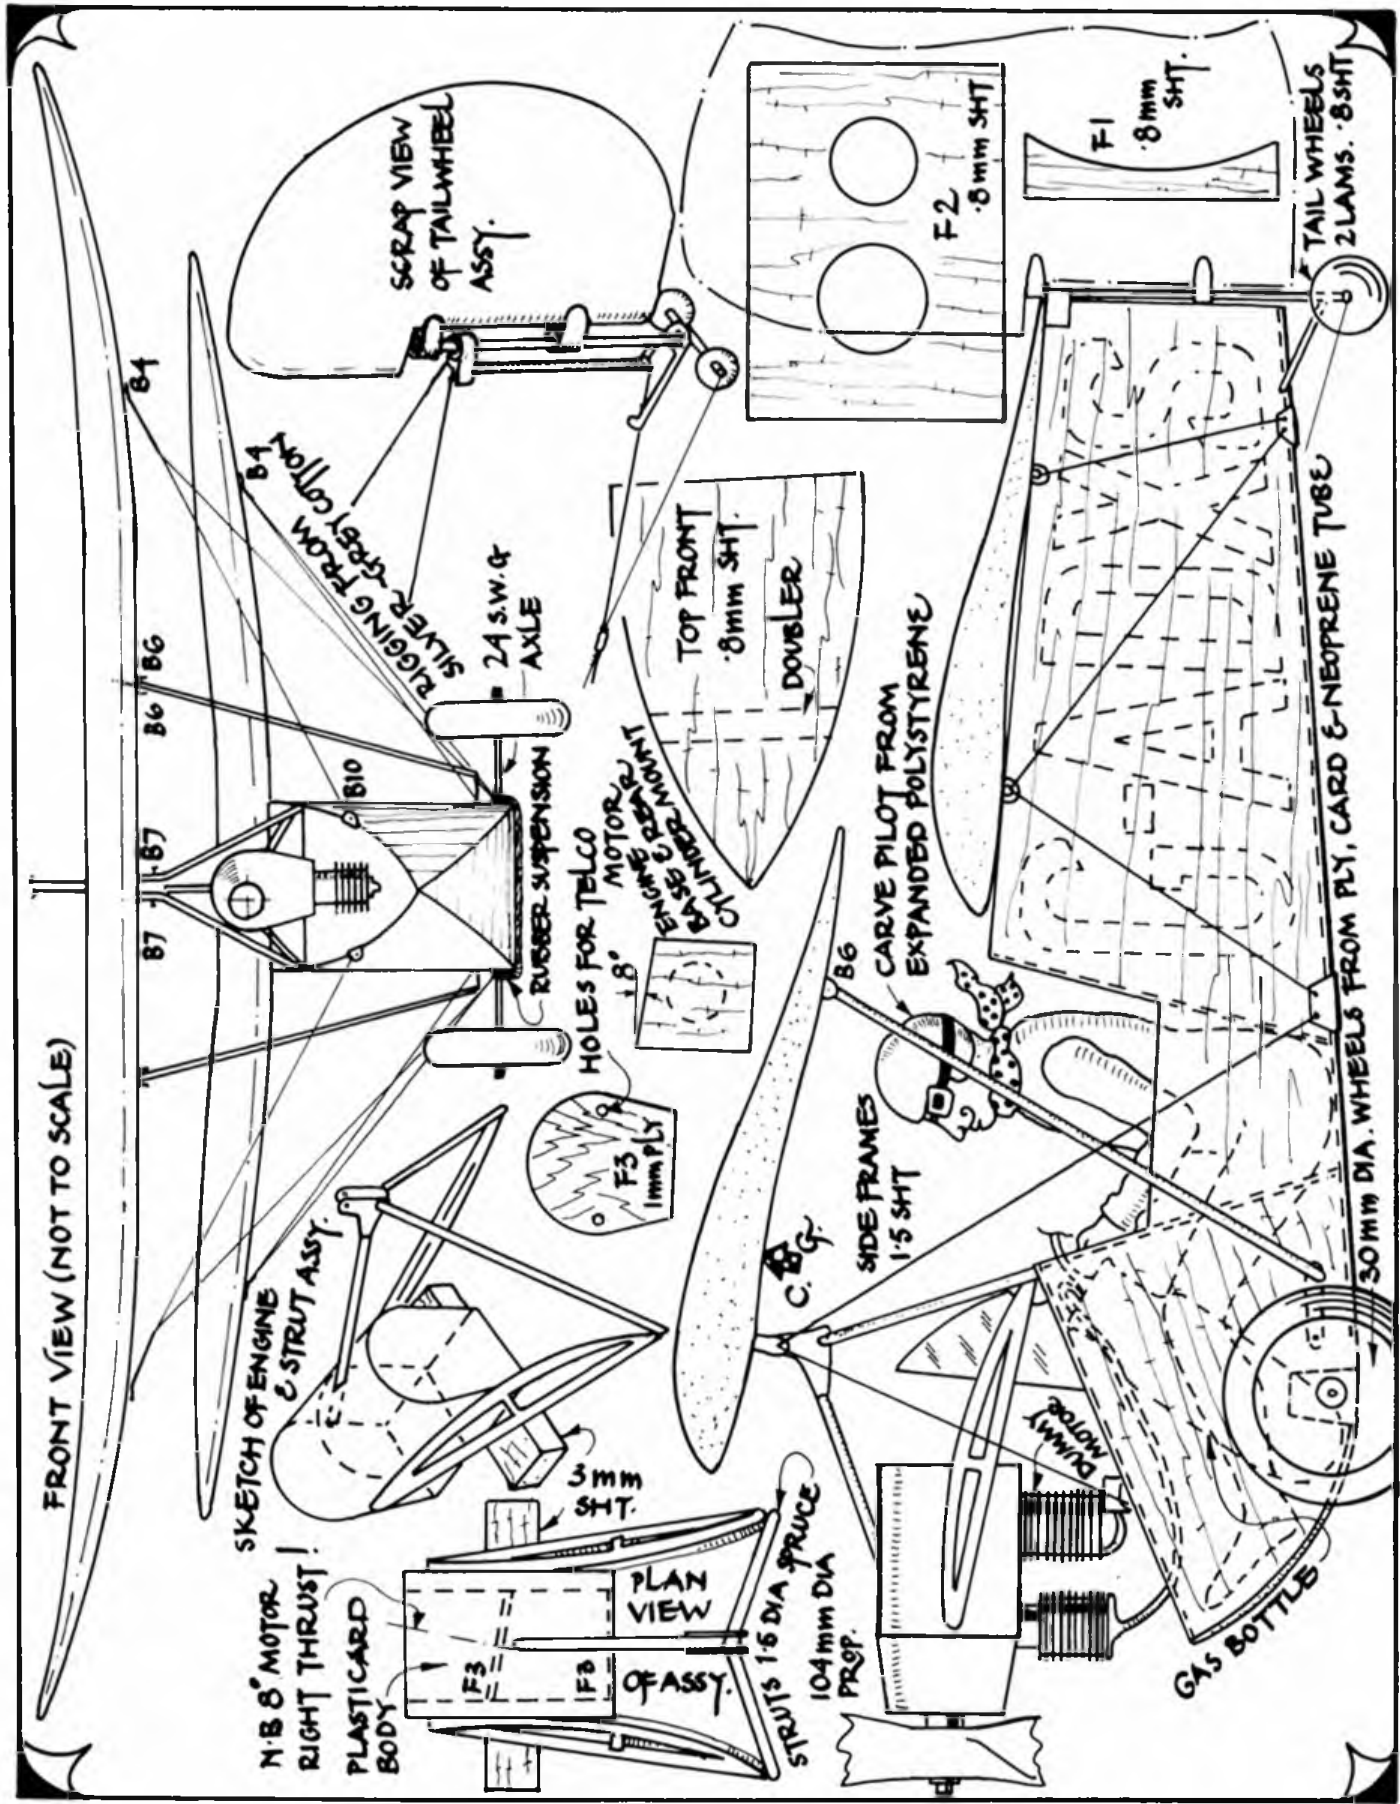 FRONT VIEW (NOT TO SCALE)
B7
B7
B6
B6
B4
B4
B10
RIGGING FROM
SILVER-GREY COTTON
SCRAP VIEW
OF TAILWHEEL
ASSY.
24 S.W.G
AXLE
RUBBER SUSPENSION
SKETCH OF ENGINE
& STRUT ASSY.
HOLES FOR TELCO
MOTOR
F3
1mm PLY
8°
ENGINE REAR
BASE & REAR
CYLINDER MOUNT
TOP FRONT
.8mm SHT.
DOUBLER
F2
.8mm SHT
F1
.8mm
SHT.
N.B 8° MOTOR
RIGHT THRUST!
PLASTICARD
BODY
F3
F3
PLAN
VIEW
OF ASSY.
3mm
SHT.
STRUTS 1.5 DIA SPRUCE
104mm DIA
PROP.
C.G.
B6
SIDE FRAMES
1.5 SHT
CARVE PILOT FROM
EXPANDED POLYSTYRENE
DUMMY
MOTOR
GAS BOTTLE
TAIL WHEELS
2 LAMS. .8 SHT
30mm DIA. WHEELS FROM PLY, CARD & NEOPRENE TUBE